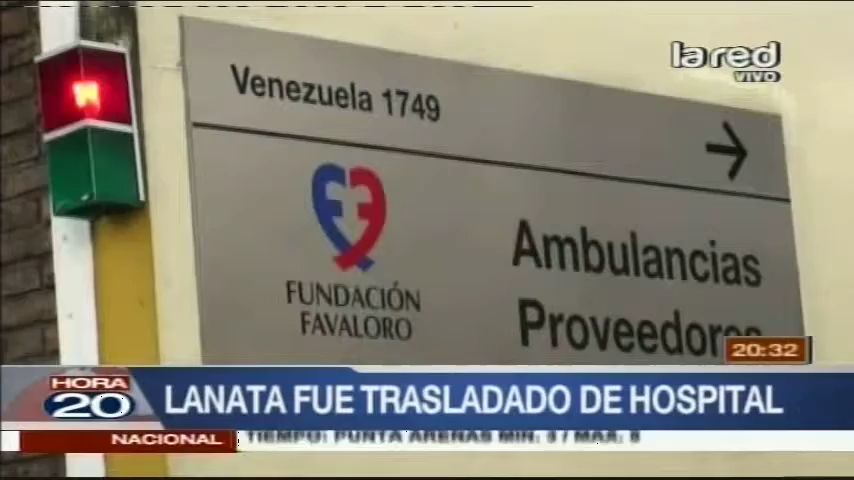 la red
VIVO
Venezuela 1749
FUNDACIÓN
FAVALORO
Ambulancias
Proveedores
20:32
HORA
20
LANATA FUE TRASLADADO DE HOSPITAL
NACIONAL
TIEMPO: PUNTA ARENAS MIN: